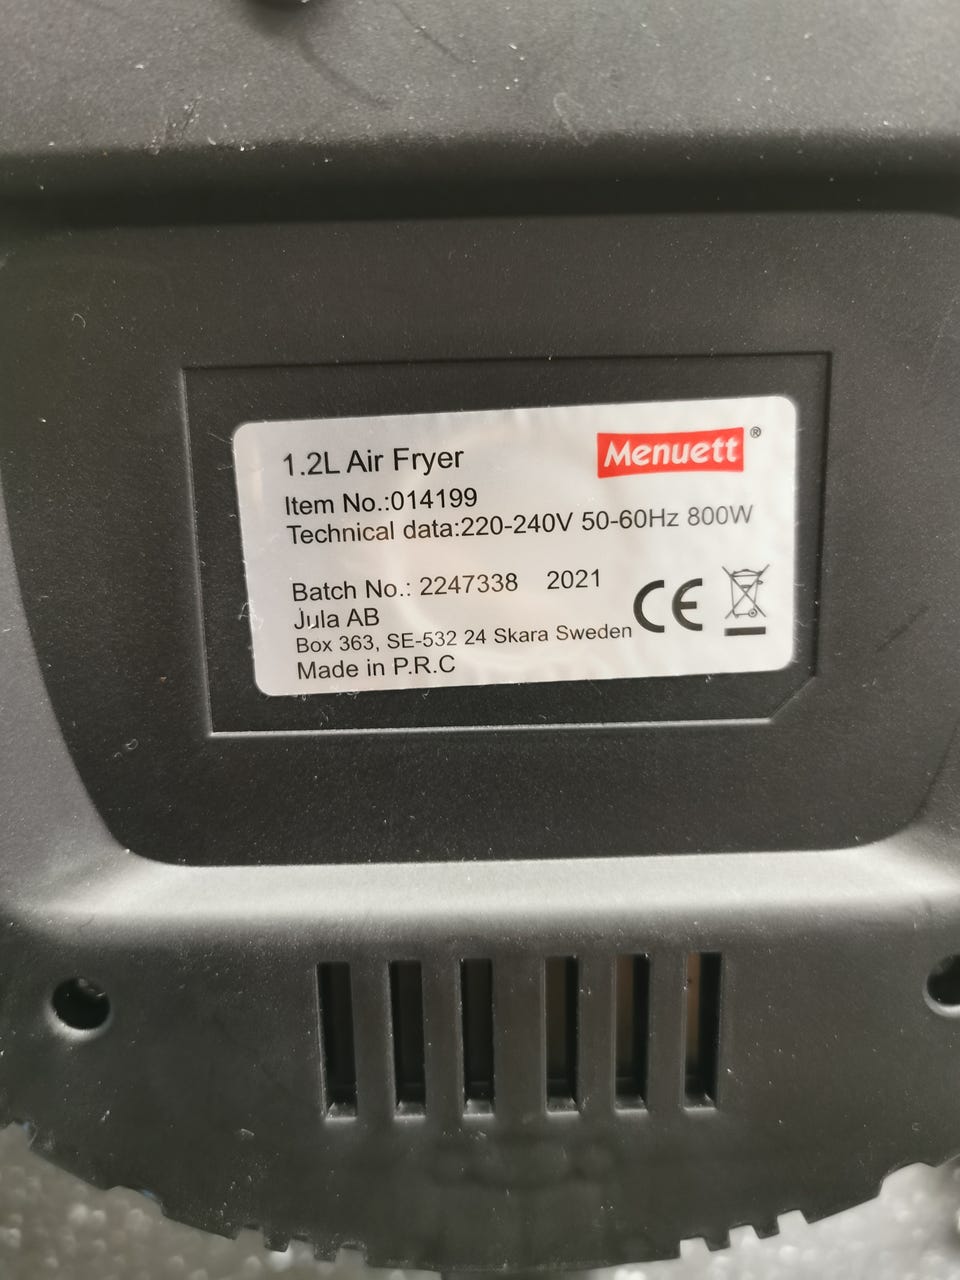 1.2L Air Fryer
Menuett®
Item No.:014199
Technical data:220-240V 50-60Hz 800W
Batch No.: 2247338 2021
Jula AB
Box 363, SE-532 24 Skara Sweden
Made in P.R.C
CE